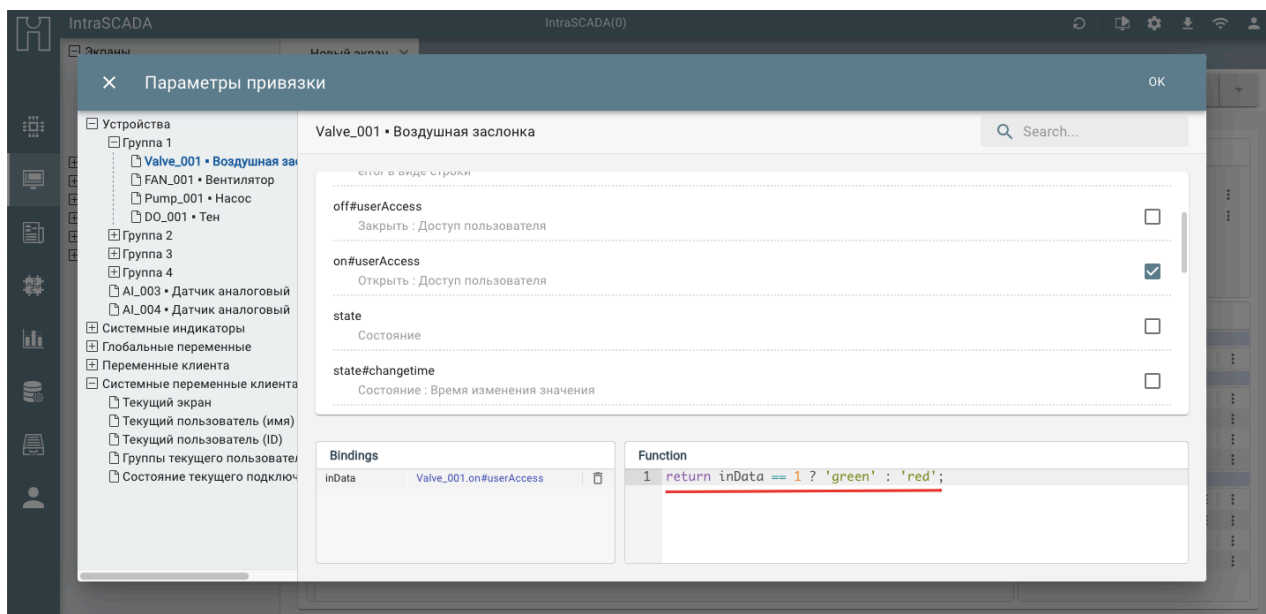 IntraSCADA
IntraSCADA(0)
Экраны
Новый экран
Параметры привязки
OK
Устройства
Группа 1
Valve_001 • Воздушная зас
FAN_001 • Вентилятор
Pump_001 • Насос
DO_001 • Тен
Группа 2
Группа 3
Группа 4
AI_003 • Датчик аналоговый
AI_004 • Датчик аналоговый
Системные индикаторы
Глобальные переменные
Переменные клиента
Системные переменные клиента
Текущий экран
Текущий пользователь (имя)
Текущий пользователь (ID)
Группы текущего пользовател
Состояние текущего подключ
Valve_001 • Воздушная заслонка
Search...
error в виде строки
off#userAccess
Закрыть : Доступ пользователя
on#userAccess
Открыть : Доступ пользователя
state
Состояние
state#changetime
Состояние : Время изменения значения
Bindings
inData Valve_001.on#userAccess
Function
1 return inData == 1 ? 'green' : 'red';